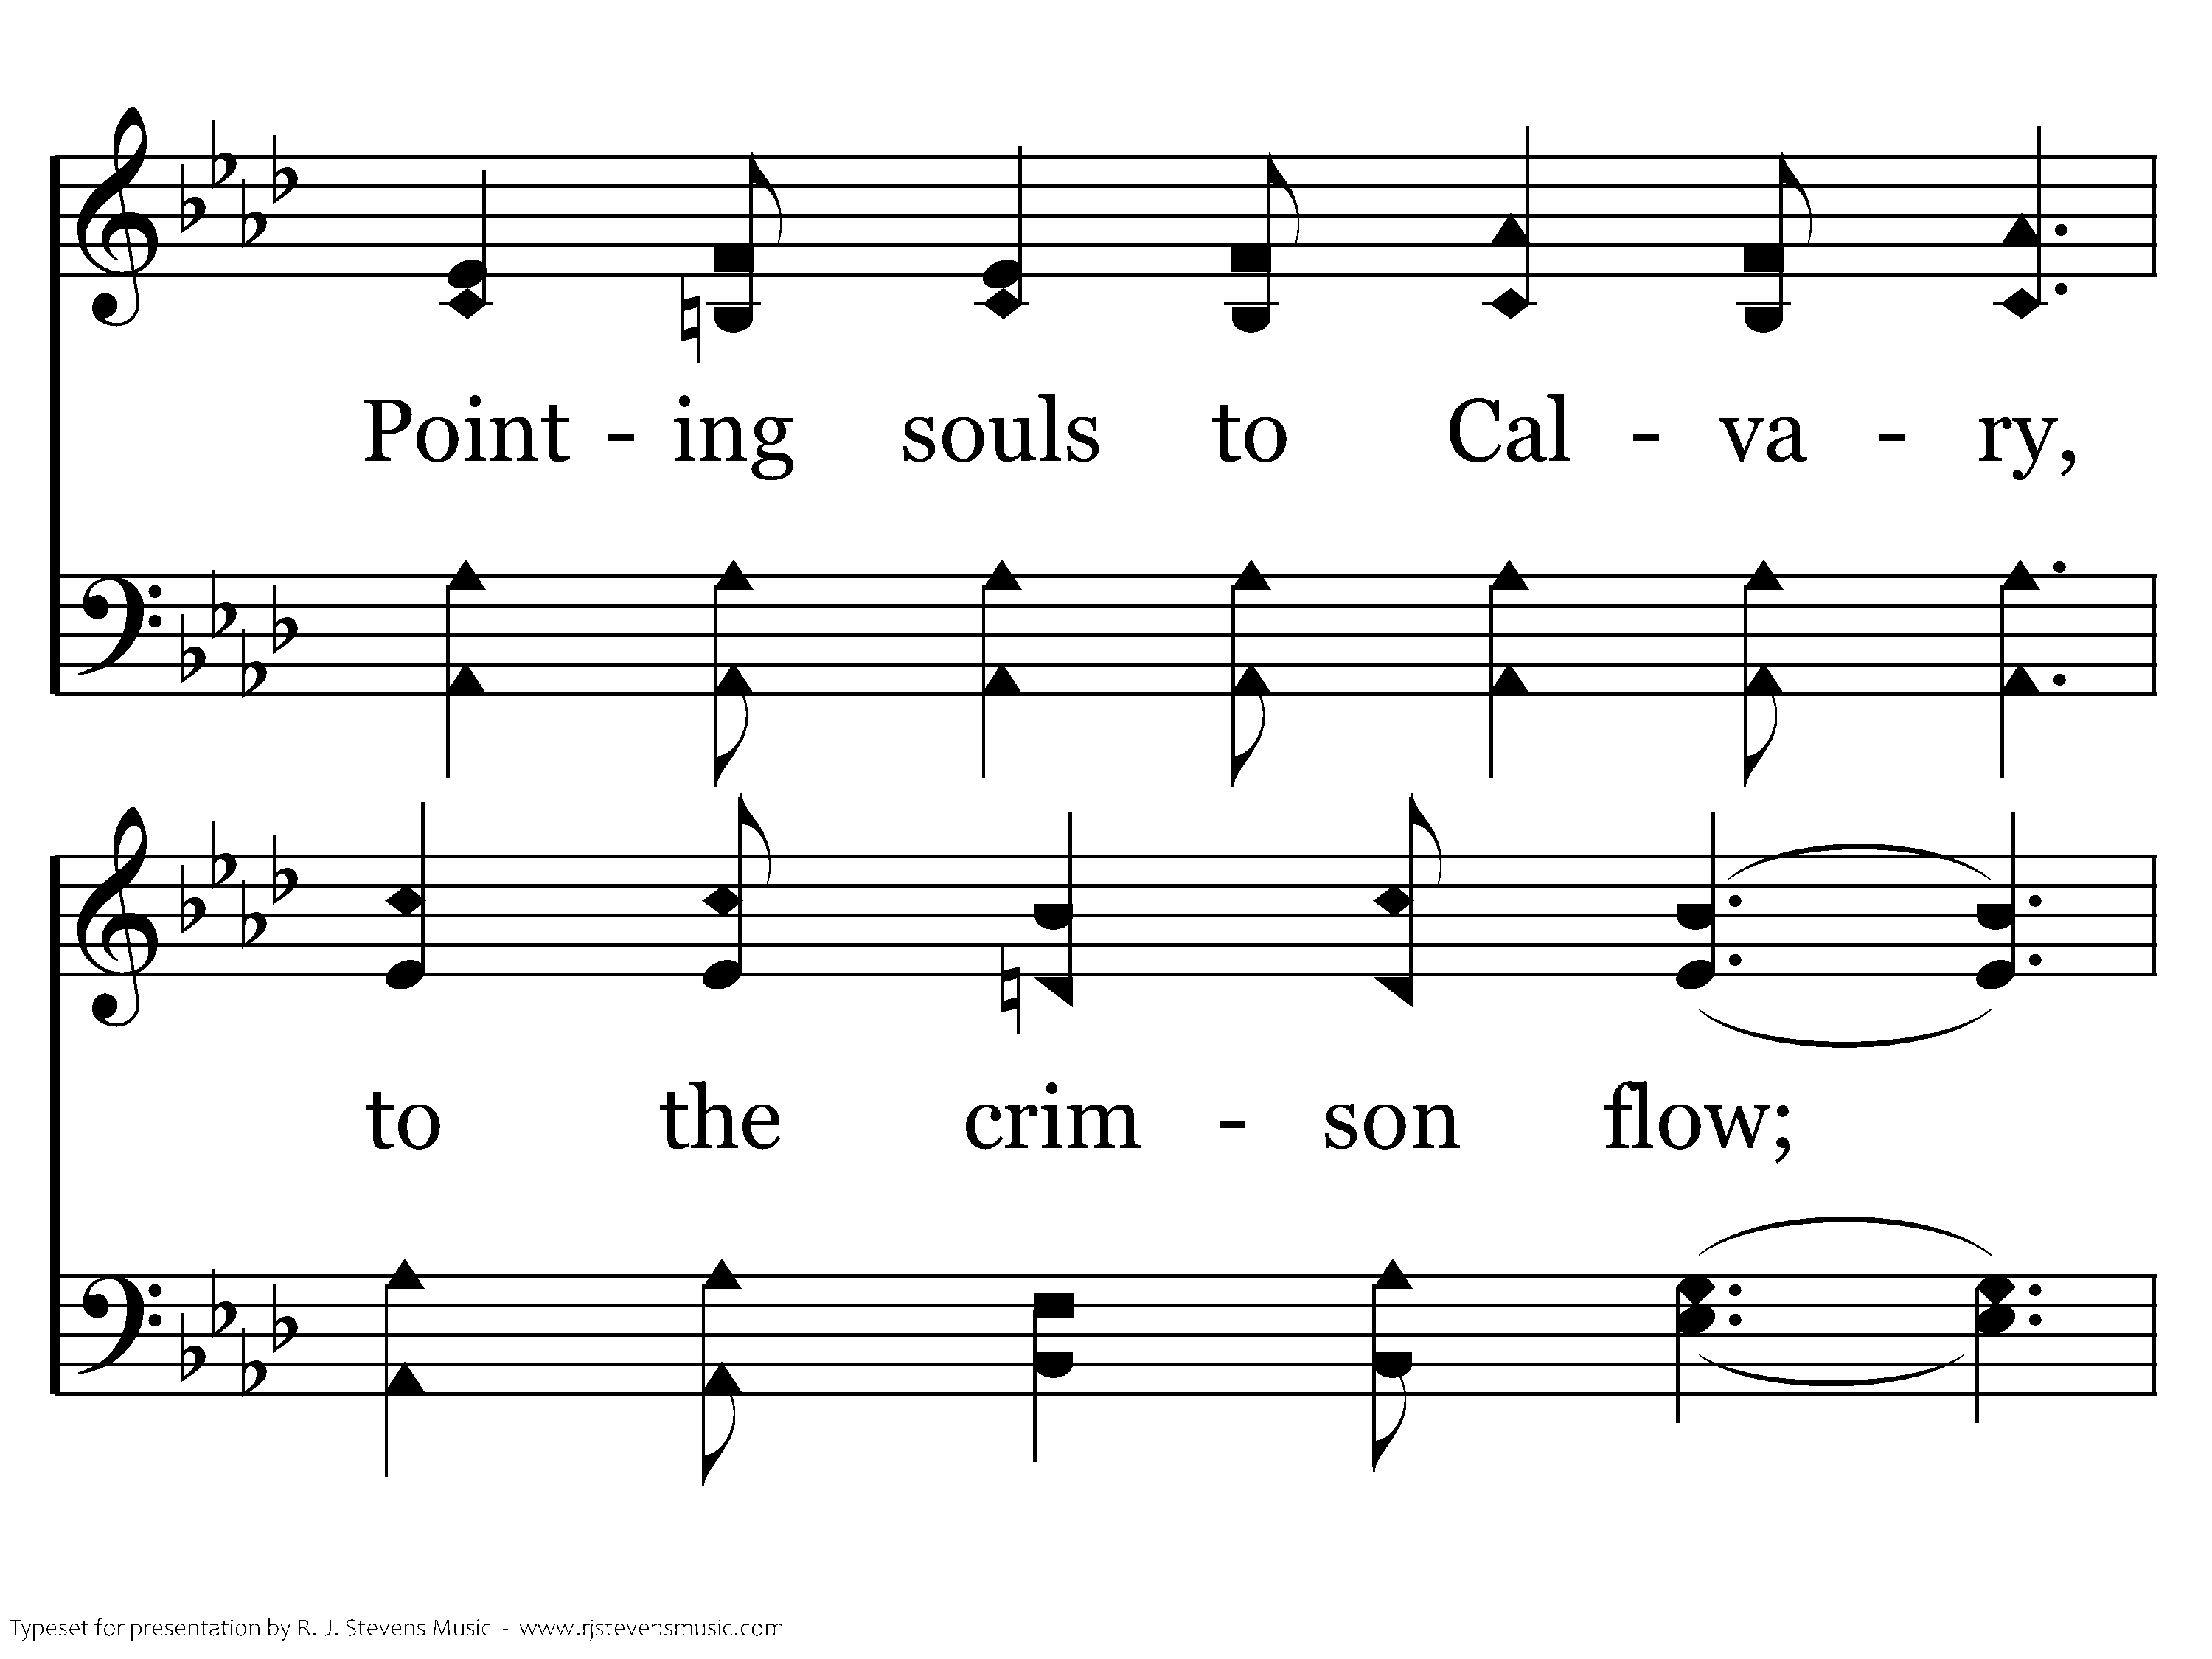 Point - ing souls to Cal - va - ry,
to the crim - son flow;
Typeset for presentation by R. J. Stevens Music - www.rjstevensmusic.com